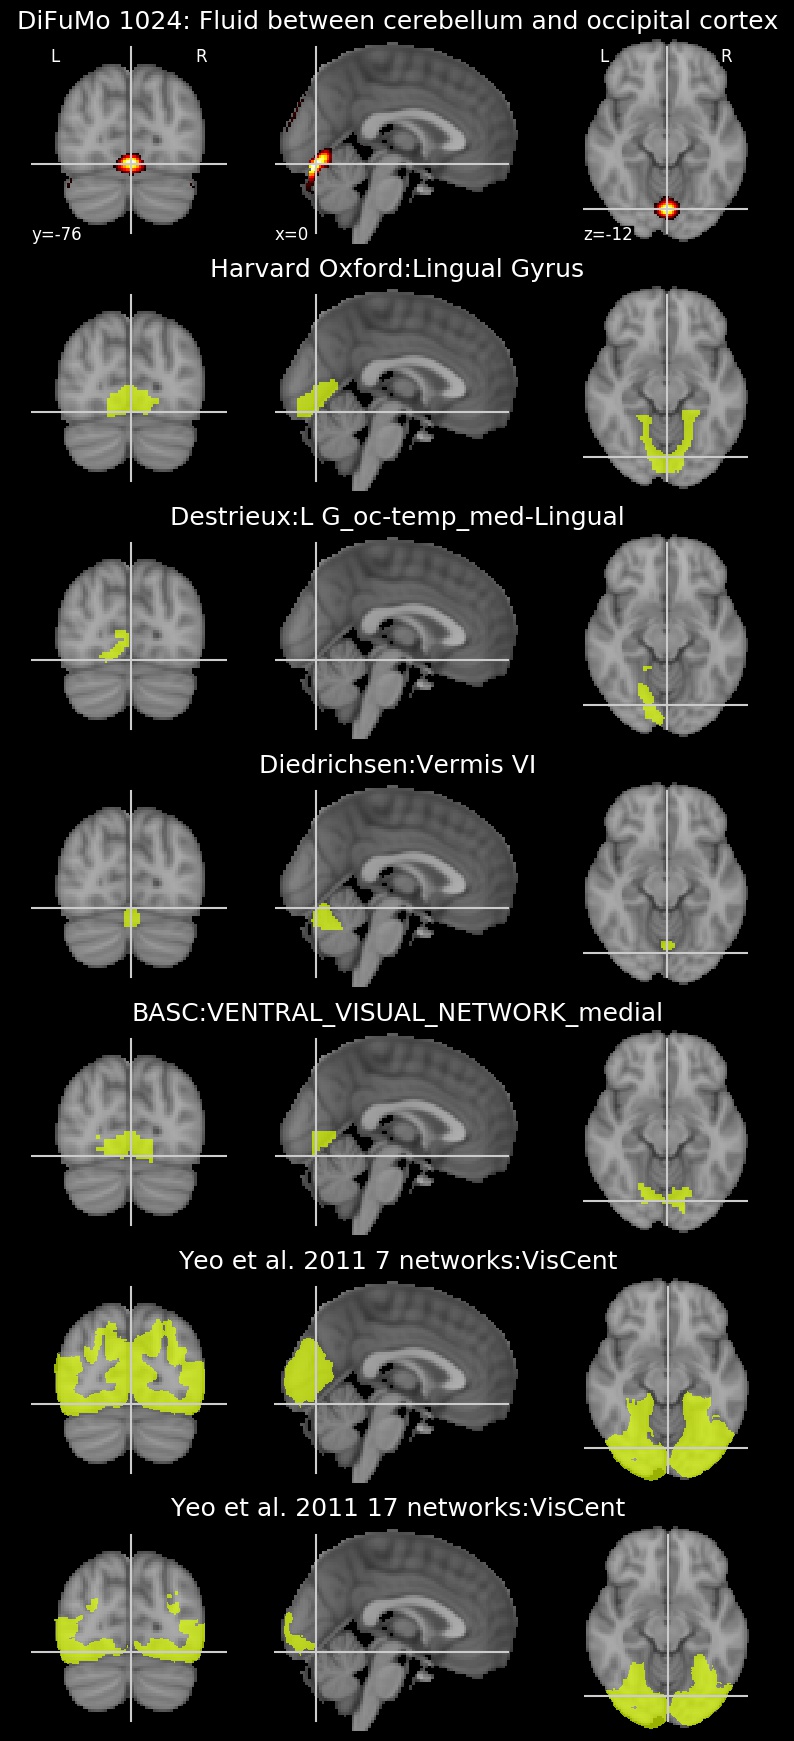 DiFuMo 1024: Fluid between cerebellum and occipital cortex
L R L R
y=-76 x=0 z=-12
Harvard Oxford:Lingual Gyrus
Destrieux:L G_oc-temp_med-Lingual
Diedrichsen:Vermis VI
BASC:VENTRAL_VISUAL_NETWORK_medial
Yeo et al. 2011 7 networks:VisCent
Yeo et al. 2011 17 networks:VisCent